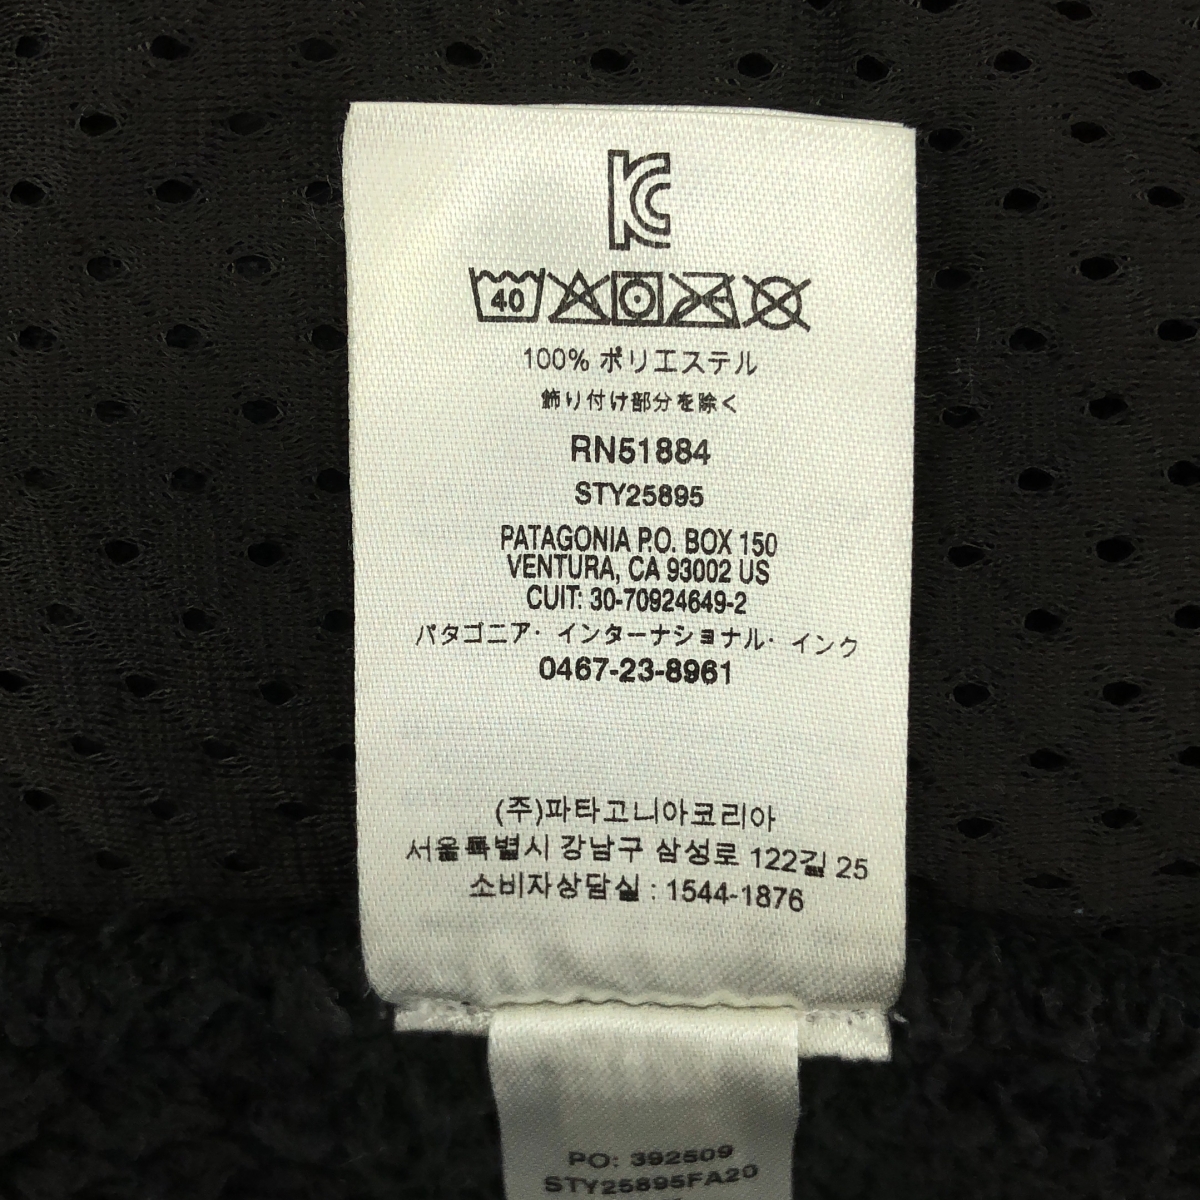 40
100% ポリエステル
飾り付け部分を除く
RN51884
STY25895
PATAGONIA P.O. BOX 150
VENTURA, CA 93002 US
CUIT: 30-70924649-2
パタゴニア・インターナショナル・インク
0467-23-8961
(주)파타고니아코리아
서울특별시 강남구 삼성로 122길 25
소비자상담실 : 1544-1876
PO: 392509
STY25895FA20